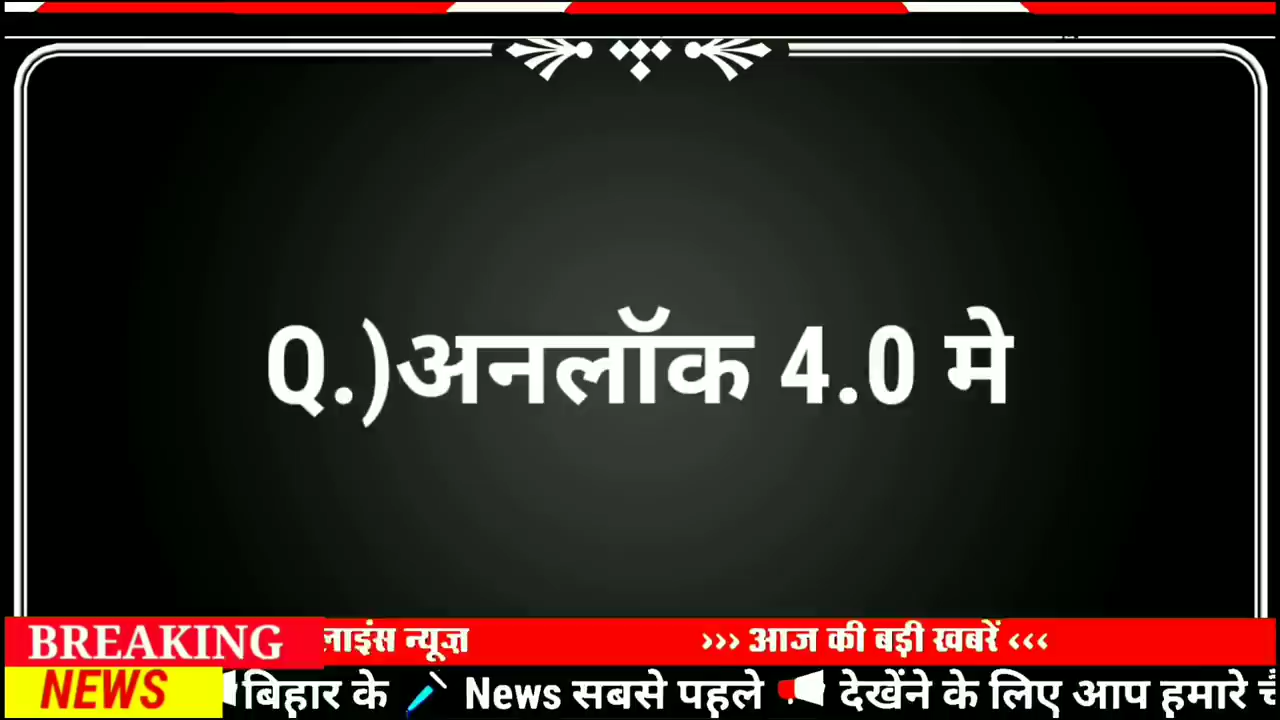 Q.)अनलॉक 4.0 मे
BREAKING
लाइंस न्यूज़ ››› आज की बड़ी खबरें ‹‹‹
NEWS
बिहार के News सबसे पहले देखेंने के लिए आप हमारे